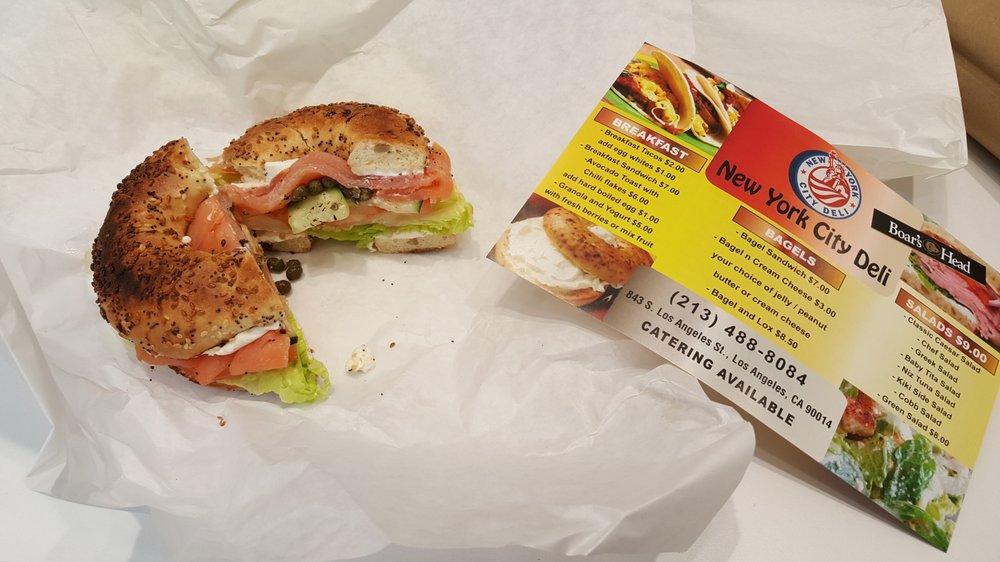 BREAKFAST
- Breakfast Tacos $2.00
add egg whites $1.00
- Breakfast Sandwich $7.00
-Avocado Toast with
Chilli flakes $6.00
add hard boiled egg $1.00
- Granola and Yogurt $5.00
with fresh berries or mix fruit
NEW YORK
CITY DELI
New York City Deli
BAGELS
- Bagel Sandwich $7.00
- Bagel n Cream Cheese $3.00
your choice of jelly / peanut
butter or cream cheese
- Bagel and Lox $8.50
(213) 488-8084
843 S. Los Angeles St., Los Angeles, CA 90014
CATERING AVAILABLE
Boar's Head
SALADS $9.00
- Classic Caesar Salad
- Chef Salad
- Greek Salad
- Baby Tita Salad
- Niz Tuna Salad
- Kiki Side Salad
- Cobb Salad
- Green Salad $8.00